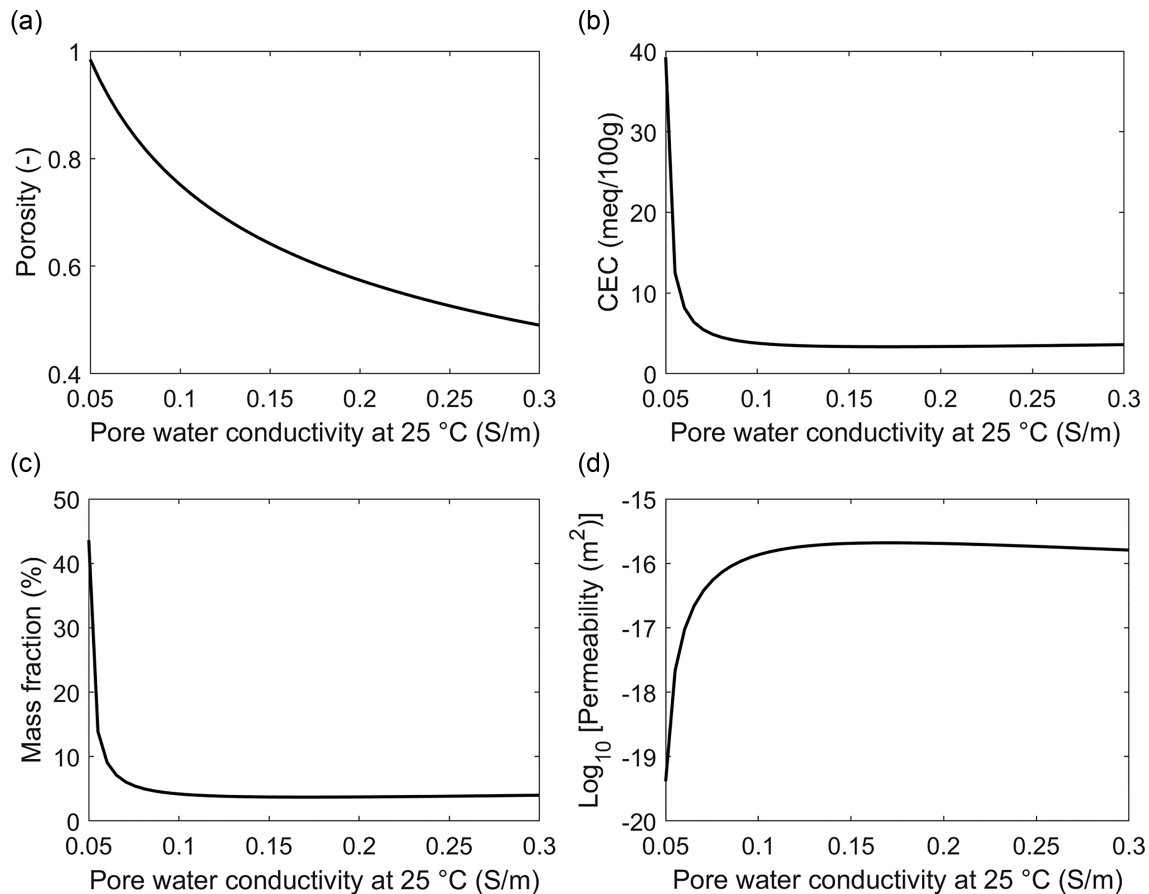 (a)
1
0.8
0.6
0.4
Porosity (-)
0.05 0.1 0.15 0.2 0.25 0.3
Pore water conductivity at 25 °C (S/m)
(b)
40
30
20
10
0
CEC (meq/100g)
0.05 0.1 0.15 0.2 0.25 0.3
Pore water conductivity at 25 °C (S/m)
(c)
50
40
30
20
10
0
Mass fraction (%)
0.05 0.1 0.15 0.2 0.25 0.3
Pore water conductivity at 25 °C (S/m)
(d)
-15
-16
-17
-18
-19
-20
Log₁₀ [Permeability (m²)]
0.05 0.1 0.15 0.2 0.25 0.3
Pore water conductivity at 25 °C (S/m)